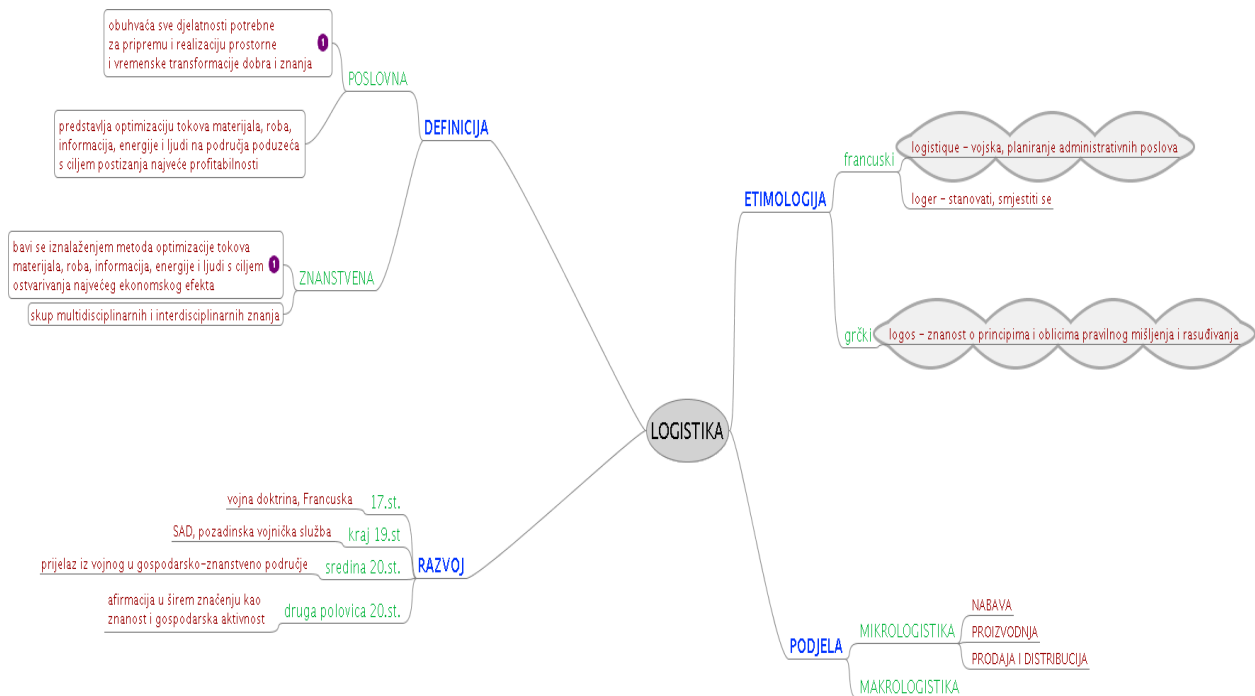 obuhvaća sve djelatnosti potrebne
za pripremu i realizaciju prostorne
i vremenske transformacije dobra i znanja
1
POSLOVNA
predstavlja optimizaciju tokova materijala, roba,
informacija, energije i ljudi na područja poduzeća
s ciljem postizanja najveće profitabilnosti
DEFINICIJA
bavi se iznalaženjem metoda optimizacije tokova
materijala, roba, informacija, energije i ljudi s ciljem
ostvarivanja najvećeg ekonomskog efekta
1
ZNANSTVENA
skup multidisciplinarnih i interdisciplinarnih znanja
ETIMOLOGIJA
francuski
logistique - vojska, planiranje administrativnih poslova
loger - stanovati, smjestiti se
grčki
logos - znanost o principima i oblicima pravilnog mišljenja i rasuđivanja
LOGISTIKA
RAZVOJ
vojna doktrina, Francuska
17.st.
SAD, pozadinska vojnička služba
kraj 19.st
prijelaz iz vojnog u gospodarsko-znanstveno područje
sredina 20.st.
afirmacija u širem značenju kao
znanost i gospodarska aktivnost
druga polovica 20.st.
PODJELA
MIKROLOGISTIKA
NABAVA
PROIZVODNJA
PRODAJA I DISTRIBUCIJA
MAKROLOGISTIKA